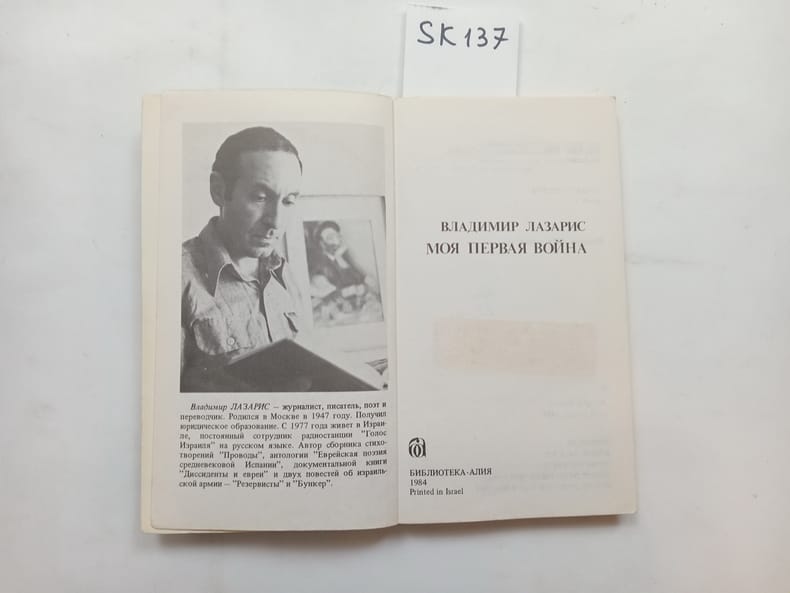 SK137
Владимир ЛАЗАРИС – журналист, писатель, поэт и
переводчик. Родился в Москве в 1947 году. Получил
юридическое образование. С 1977 года живет в Израи-
ле, постоянный сотрудник радиостанции "Голос
Израиля" на русском языке. Автор сборника стихо-
творений "Проводы", антологии "Еврейская поэзия
средневековой Испании", документальной книги
"Диссиденты и евреи" и двух повестей об израиль-
ской армии – "Резервисты" и "Бункер".
ВЛАДИМИР ЛАЗАРИС
МОЯ ПЕРВАЯ ВОЙНА
БИБЛИОТЕКА-АЛИЯ
1984
Printed in Israel